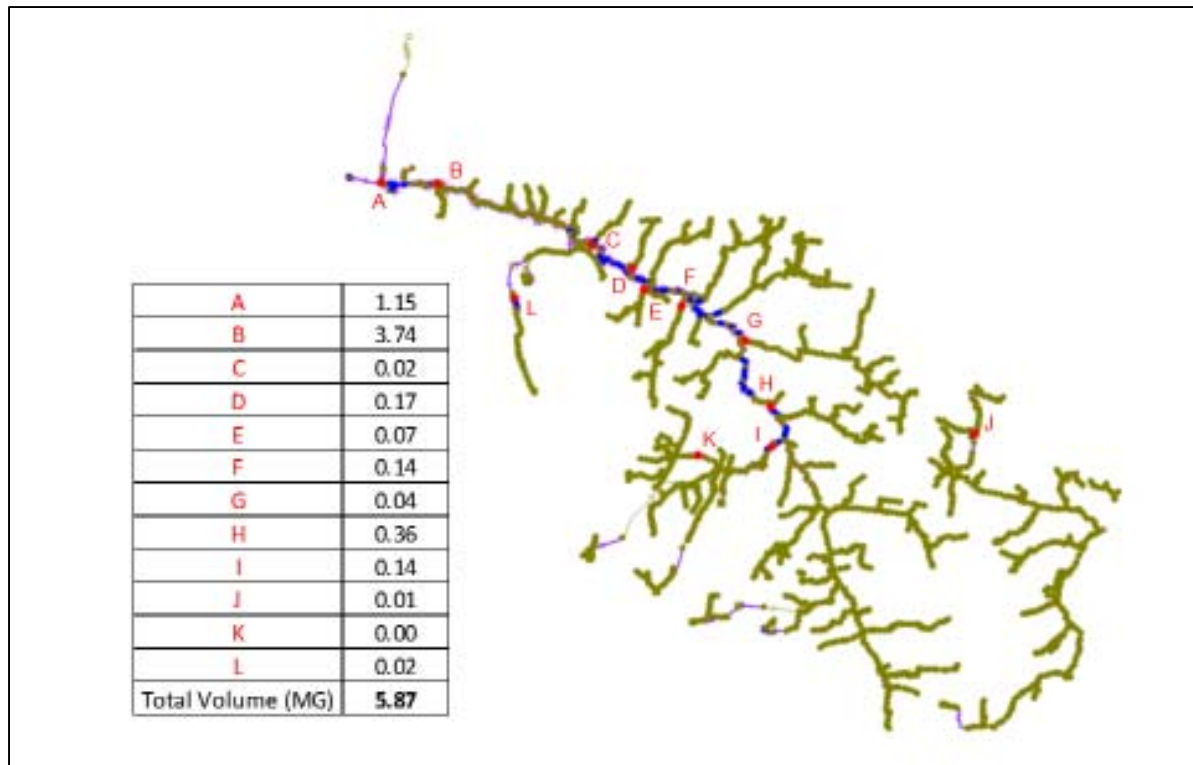 B
A
C
D
F
E
L
G
H
I
K
J
A 1.15
B 3.74
C 0.02
D 0.17
E 0.07
F 0.14
G 0.04
H 0.36
I 0.14
J 0.01
K 0.00
L 0.02
Total Volume (MG) 5.87